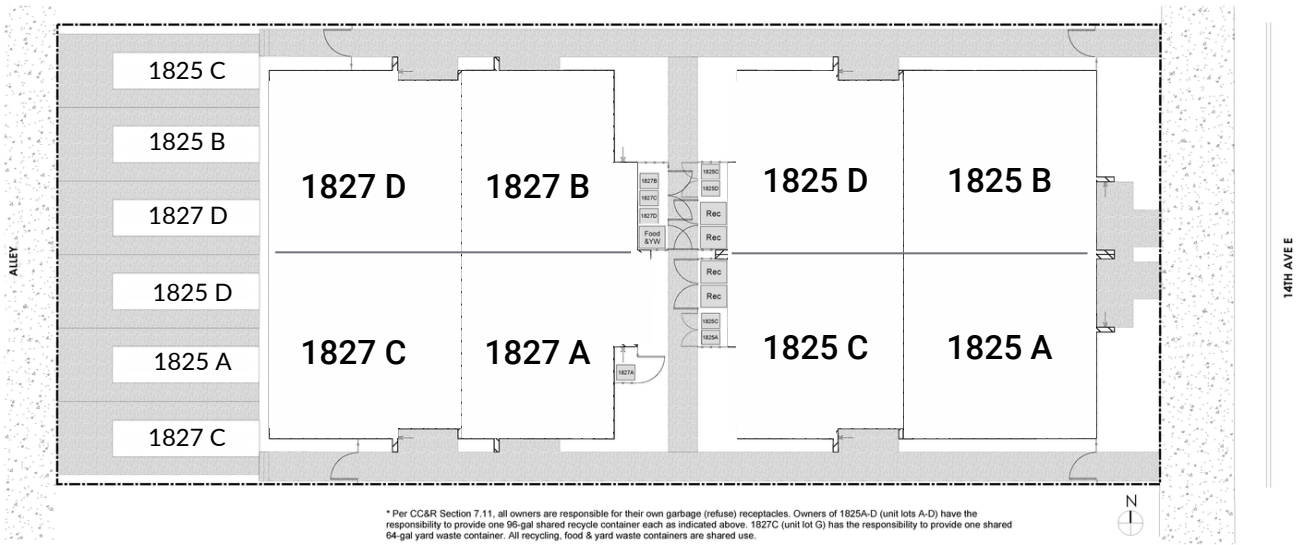 1825 C
1825 B
1827 D
1825 D
1825 A
1827 C
ALLEY
1827 D
1827 B
1827 C
1827 A
1827B
1827C
1827D
Food
&YW
1827A
1825C
1825D
Rec
Rec
Rec
Rec
1825C
1825A
1825 D
1825 B
1825 C
1825 A
14TH AVE E
N
* Per CC&R Section 7.11, all owners are responsible for their own garbage (refuse) receptacles. Owners of 1825A-D (unit lots A-D) have the
responsibility to provide one 96-gal shared recycle container each as indicated above. 1827C (unit lot G) has the responsibility to provide one shared
64-gal yard waste container. All recycling, food & yard waste containers are shared use.